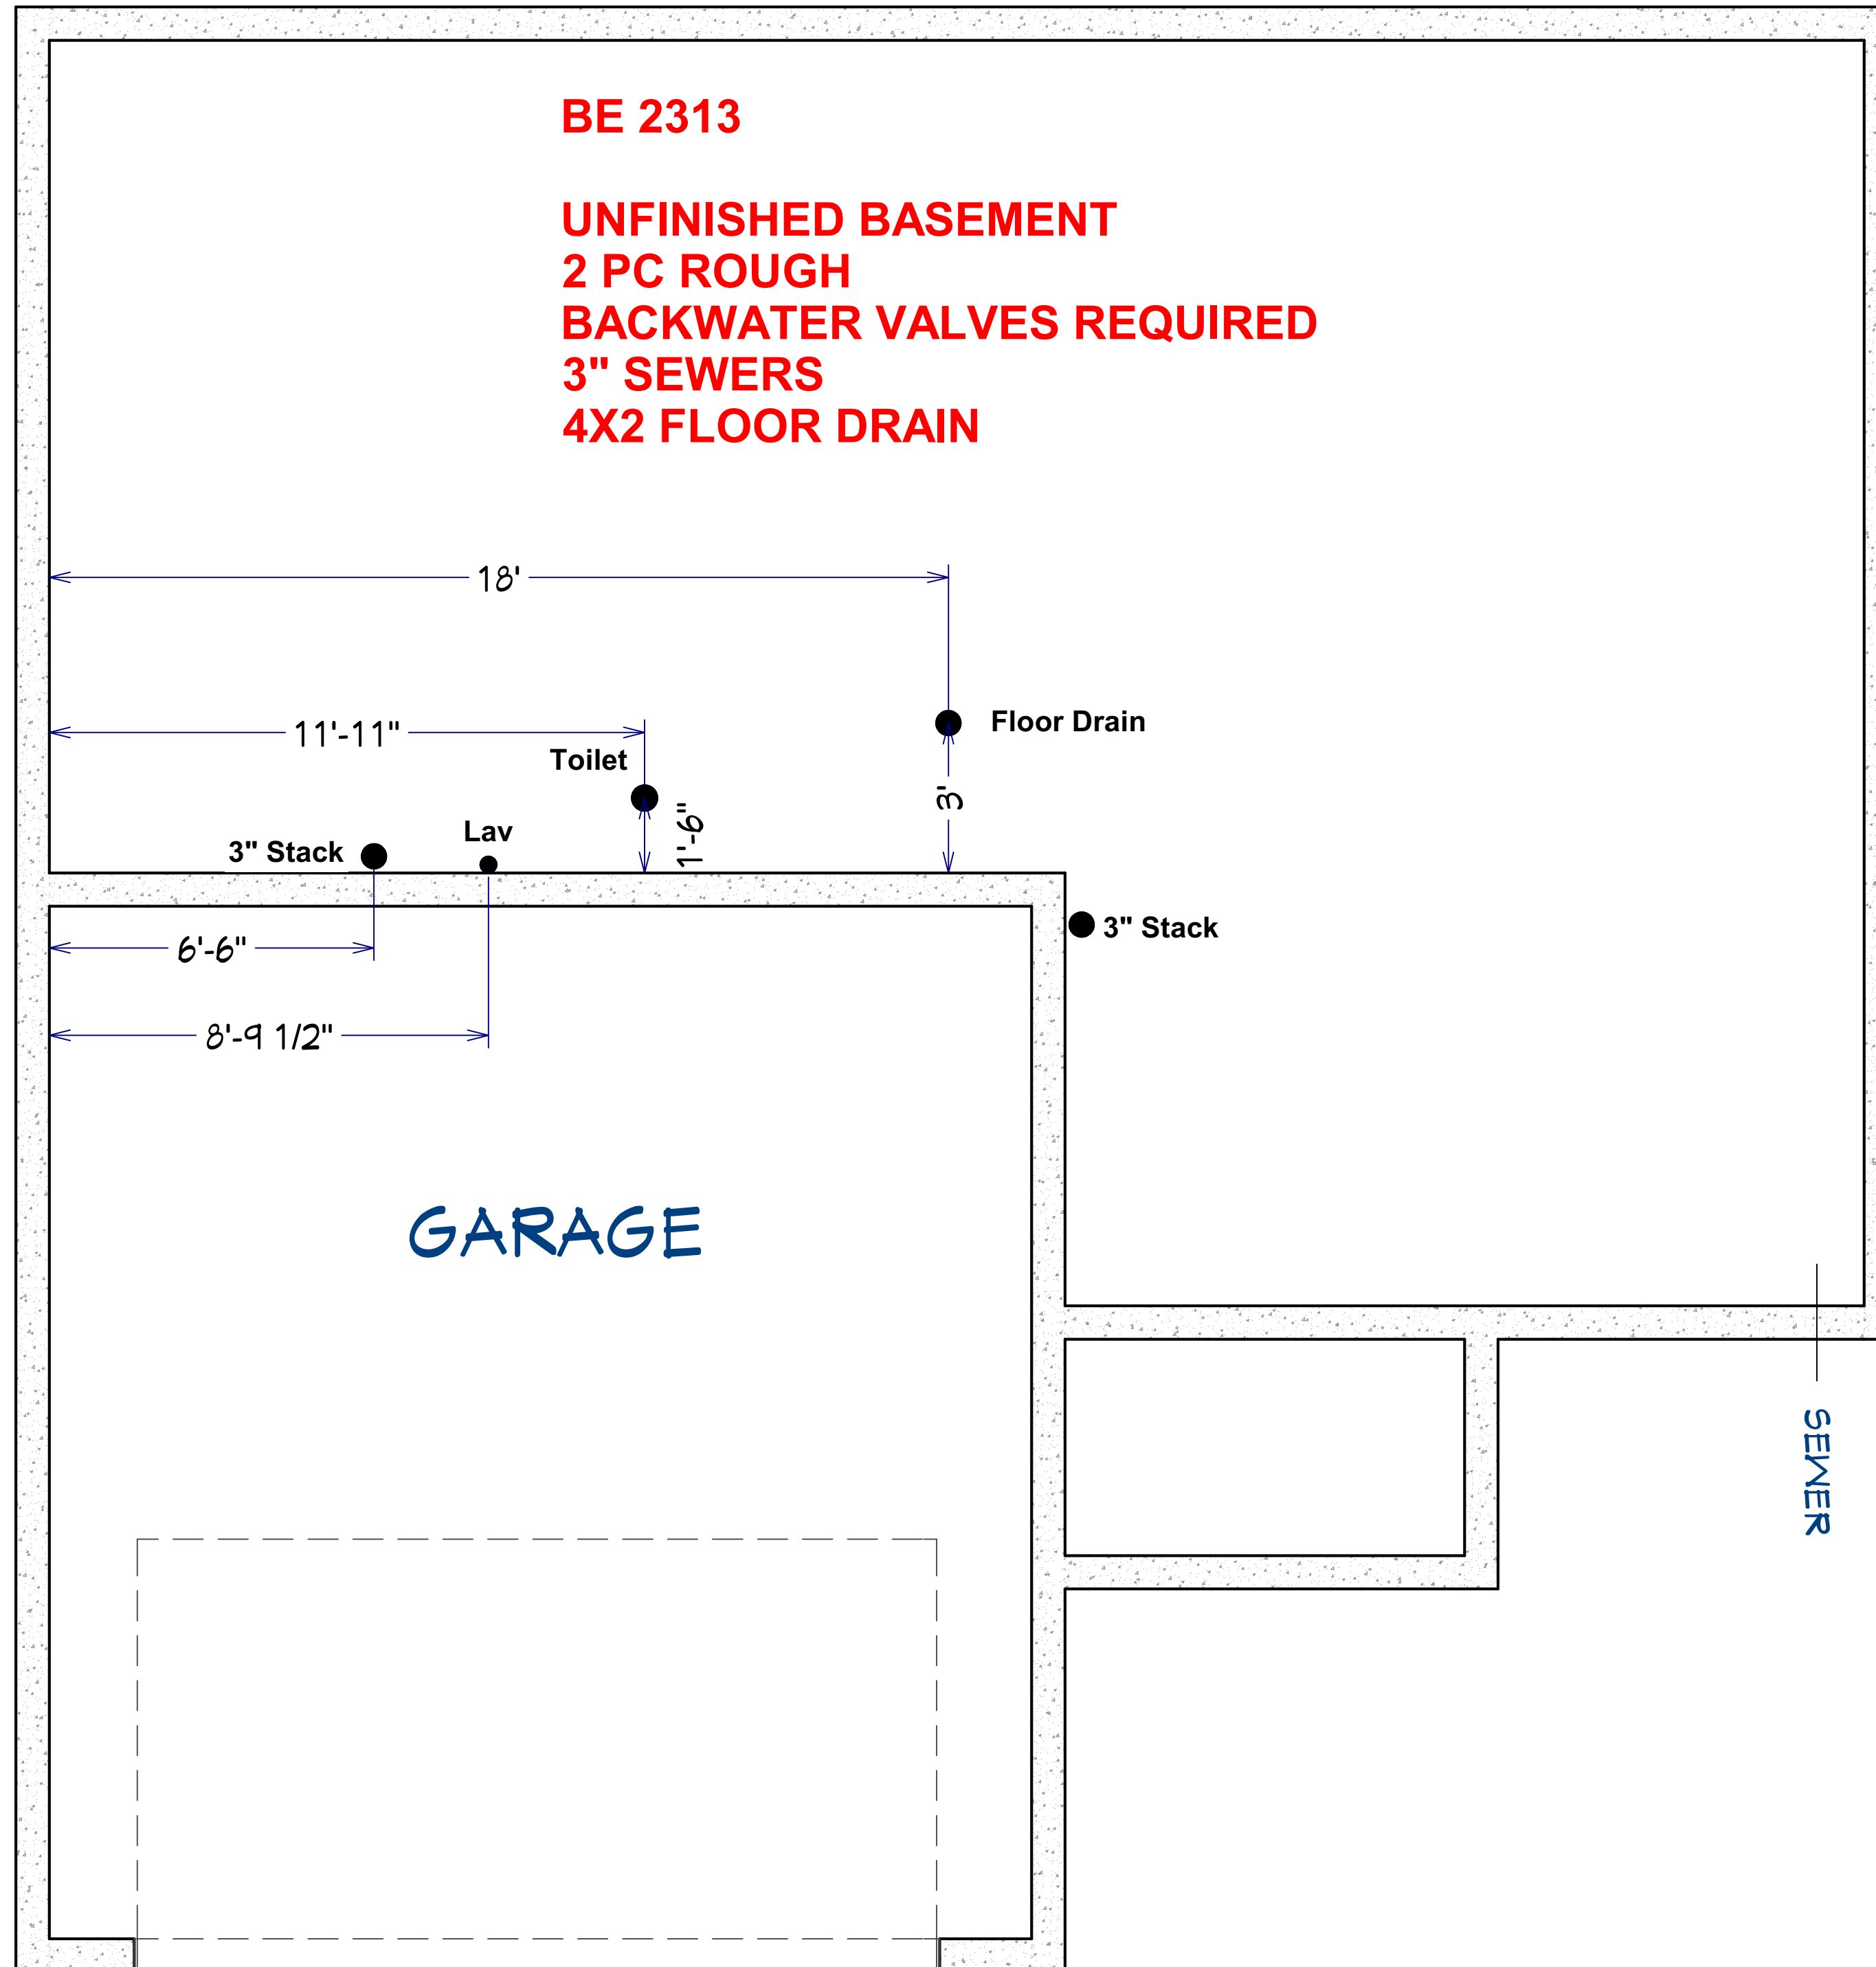 BE 2313
UNFINISHED BASEMENT
2 PC ROUGH
BACKWATER VALVES REQUIRED
3" SEWERS
4X2 FLOOR DRAIN
18'
11'-11"
Toilet
Floor Drain
3'
1'-6"
Lav
3" Stack
3" Stack
6'-6"
8'-9 1/2"
GARAGE
SEWER